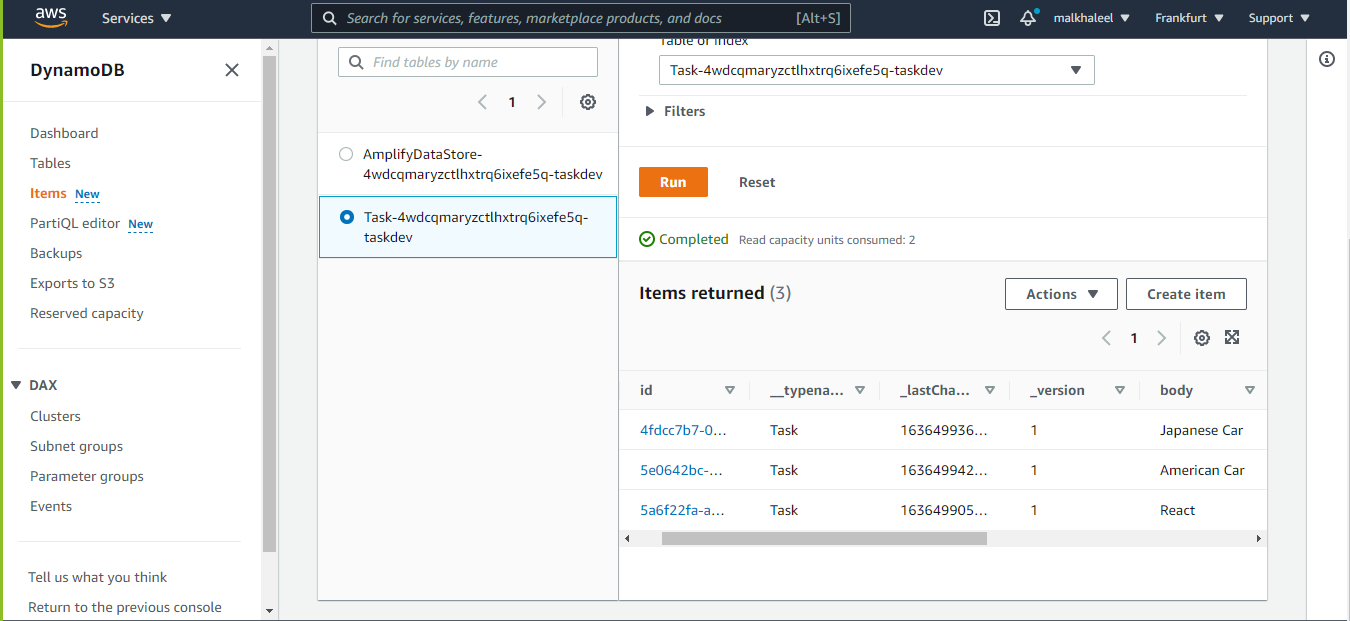 aws
Services
Search for services, features, marketplace products, and docs [Alt+S]
malkhaleel
Frankfurt
Support
DynamoDB
Dashboard
Tables
Items New
PartiQL editor New
Backups
Exports to S3
Reserved capacity
DAX
Clusters
Subnet groups
Parameter groups
Events
Tell us what you think
Return to the previous console
Find tables by name
1
AmplifyDataStore-
4wdcqmaryzctlhxtrq6ixefe5q-taskdev
Task-4wdcqmaryzctlhxtrq6ixefe5q-
taskdev
Table or index
Task-4wdcqmaryzctlhxtrq6ixefe5q-taskdev
Filters
Run Reset
Completed Read capacity units consumed: 2
Items returned (3)
Actions Create item
1
id __typena... _lastCha... _version body
4fdcc7b7-0... Task 163649936... 1 Japanese Car
5e0642bc-... Task 163649942... 1 American Car
5a6f22fa-a... Task 163649905... 1 React